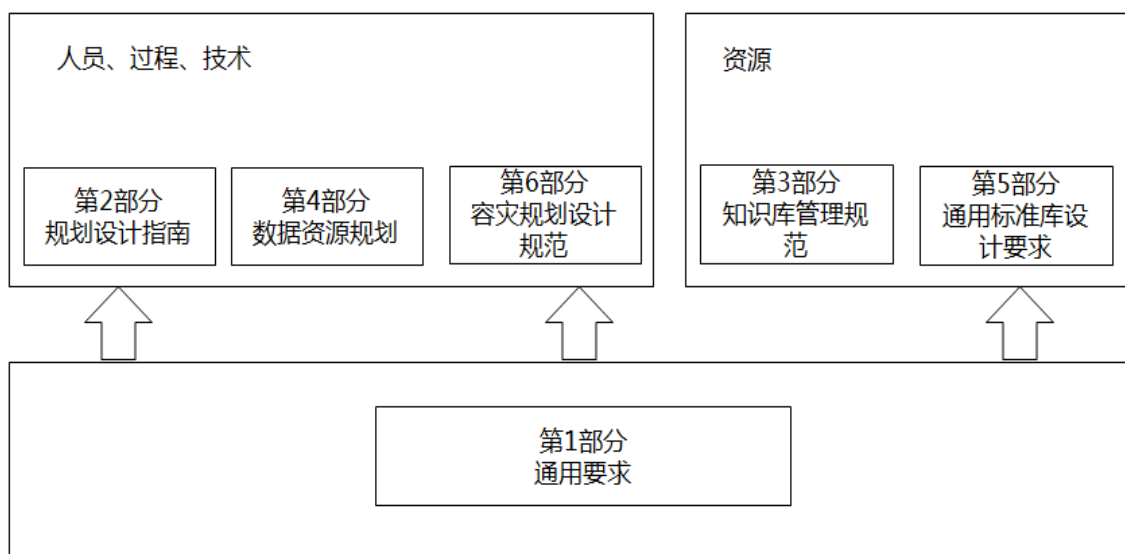 人员、过程、技术
资源
第2部分
规划设计指南
第4部分
数据资源规划
第6部分
容灾规划设计
规范
第3部分
知识库管理规
范
第5部分
通用标准库设
计要求
第1部分
通用要求